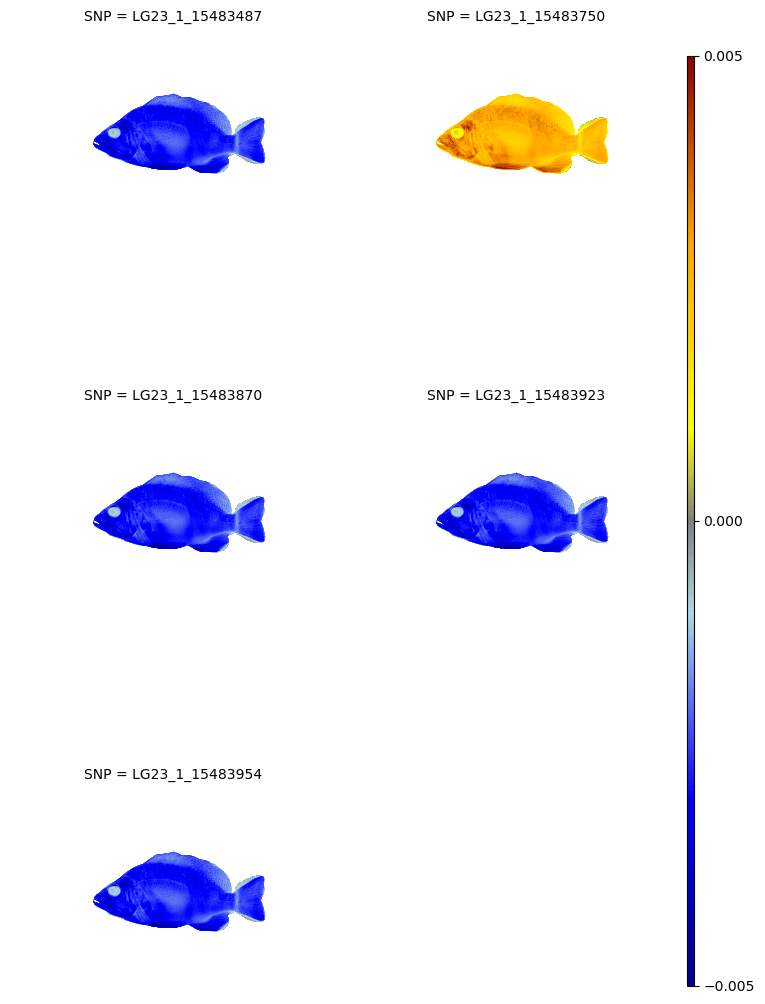 SNP = LG23_1_15483487
SNP = LG23_1_15483750
0.005
SNP = LG23_1_15483870
SNP = LG23_1_15483923
0.000
SNP = LG23_1_15483954
−0.005